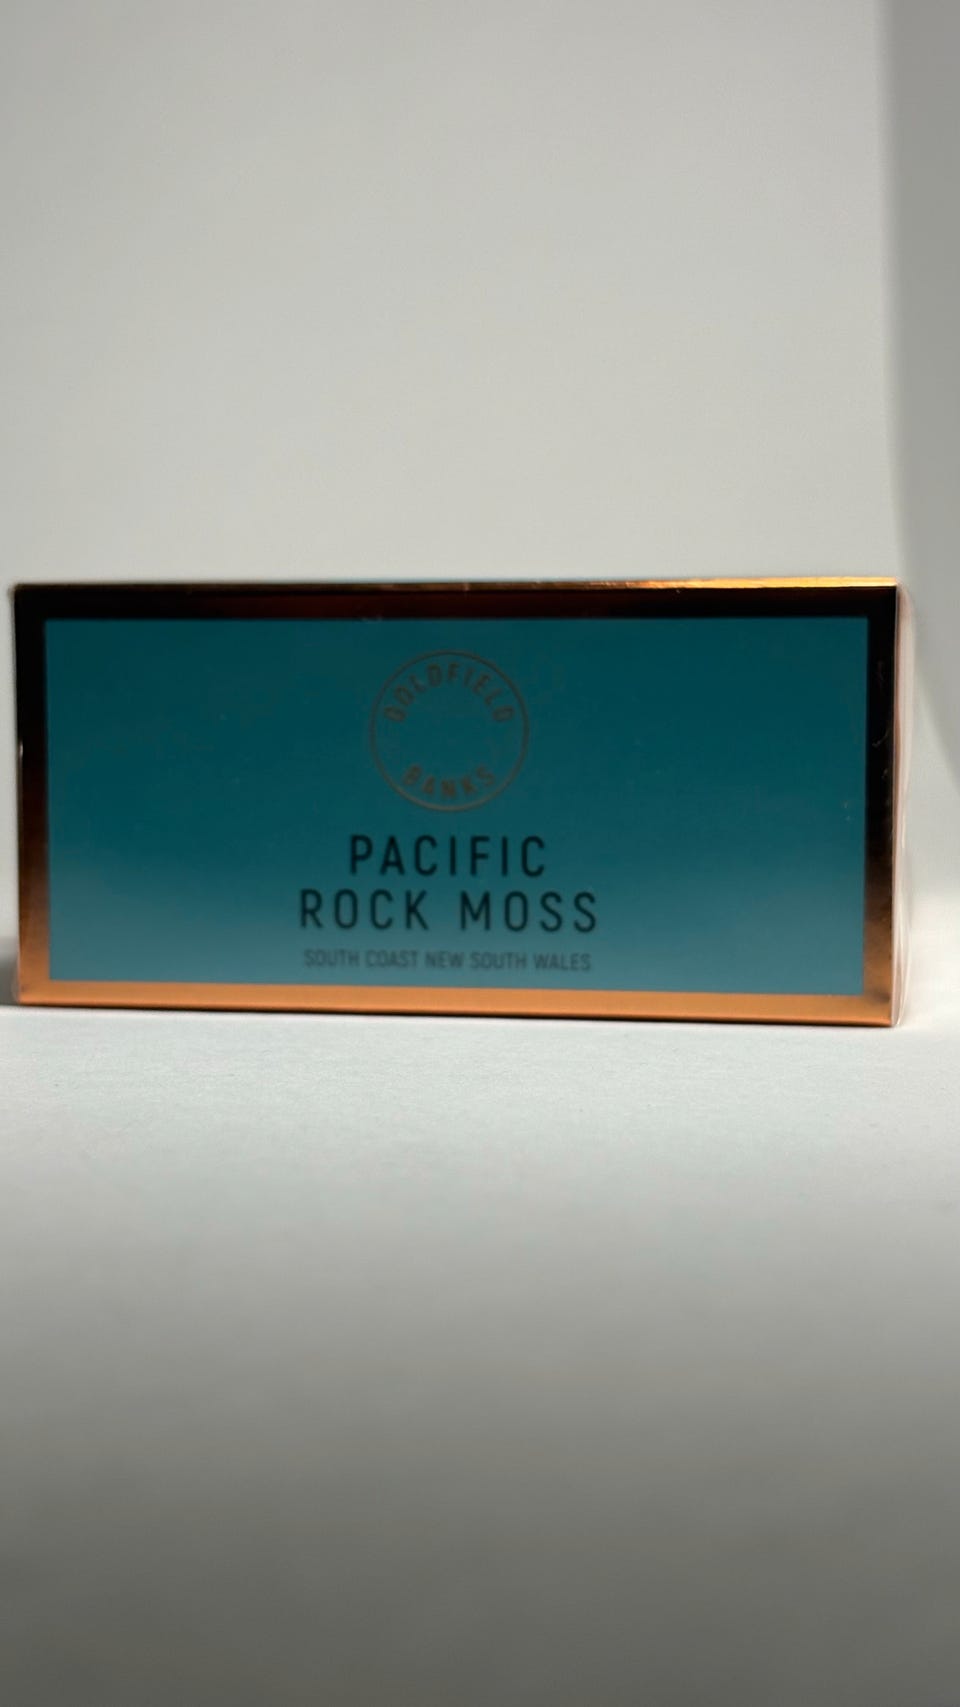 GOLDFIELD
BANKS
PACIFIC
ROCK MOSS
SOUTH COAST NEW SOUTH WALES